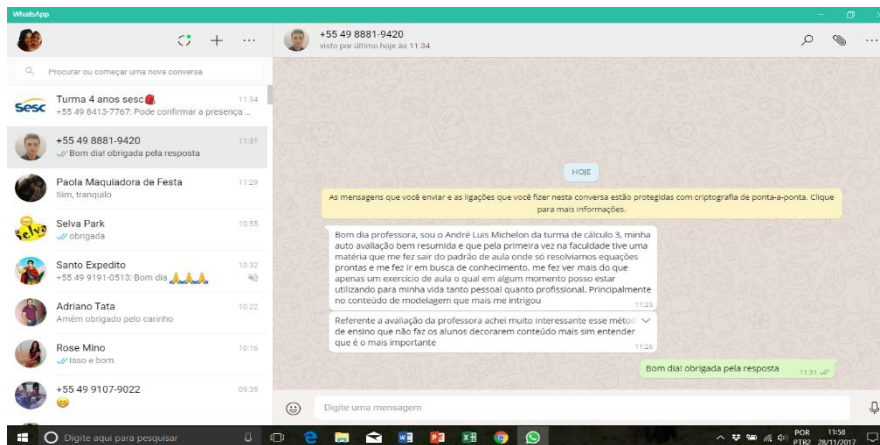 WhatsApp
+55 49 8881-9420
visto por último hoje às 11:34
Procurar ou começar uma nova conversa
Sesc
Turma 4 anos sesc
11:34
+55 49 8413-7767: Pode confirmar a presença ...
+55 49 8881-9420
11:31
Bom dia! obrigada pela resposta
Paola Maquiadora de Festa
11:29
Sim, tranquilo
Selva Park
10:55
obrigada
Santo Expedito
10:32
+55 49 9191-0513: Bom dia 🙏🙏🙏
Adriano Tata
10:22
Amém obrigado pelo carinho
Rose Mino
10:16
Isso e bom
+55 49 9107-9022
09:39
HOJE
As mensagens que você enviar e as ligações que você fizer nesta conversa estão protegidas com criptografia de ponta-a-ponta. Clique
para mais informações.
Bom dia professora, sou o André Luis Michelon da turma de cálculo 3, minha
auto avaliação bem resumida e que pela primeira vez na faculdade tive uma
matéria que me fez sair do padrão de aula onde só resolviamos equações
prontas e me fez ir em busca de conhecimento. me fez ver mais do que
apenas um exercício de aula o qual em algum momento posso estar
utilizando para minha vida tanto pessoal quanto profissional. Principalmente
no conteúdo de modelagem que mais me intrigou
11:25
Referente a avaliação da professora achei muito interessante esse métod
de ensino que não faz os alunos decorarem conteúdo mais sim entender
que é o mais importante
11:26
Bom dia! obrigada pela resposta
11:31
Digite uma mensagem
Digite aqui para pesquisar
POR
PTB2
11:58
28/11/2017